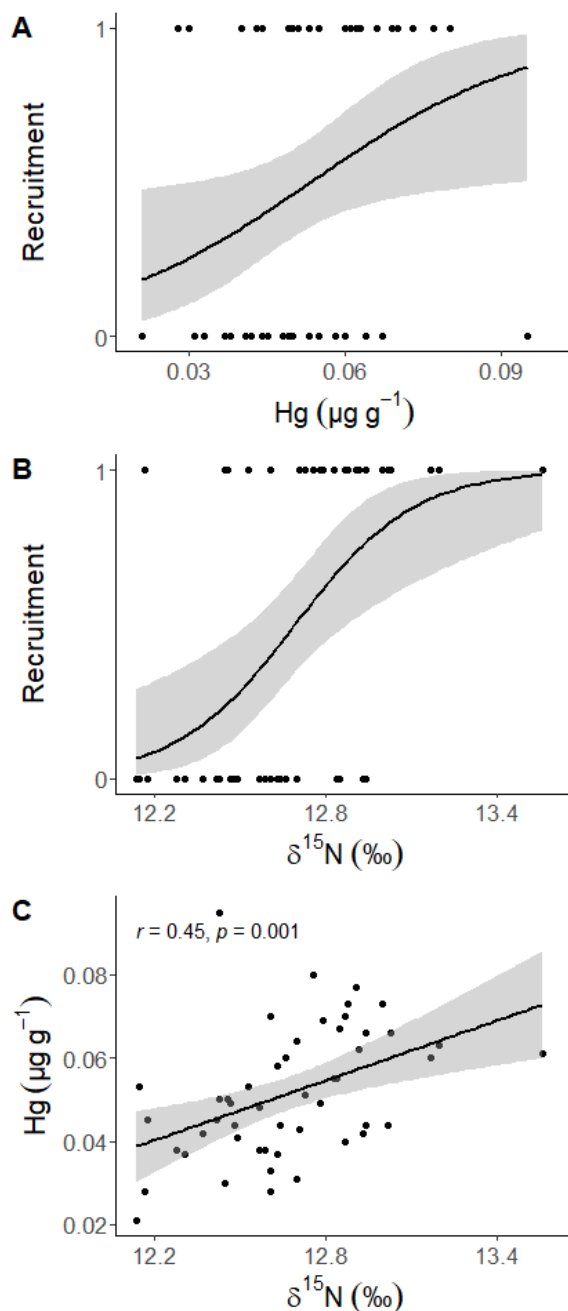 A
1
Recruitment
0
0.03 0.06 0.09
Hg (µg g⁻¹)
B
1
Recruitment
0
12.2 12.8 13.4
δ¹⁵N (‰)
C
r = 0.45, p = 0.001
0.08
Hg (µg g⁻¹)
0.06
0.04
0.02
12.2 12.8 13.4
δ¹⁵N (‰)